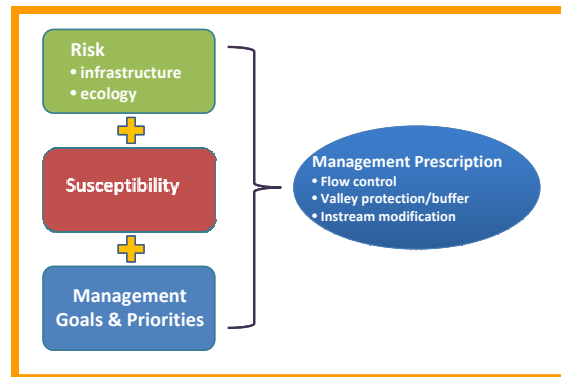 Risk
• infrastructure
• ecology
Susceptibility
Management
Goals & Priorities
Management Prescription
• Flow control
• Valley protection/buffer
• Instream modification